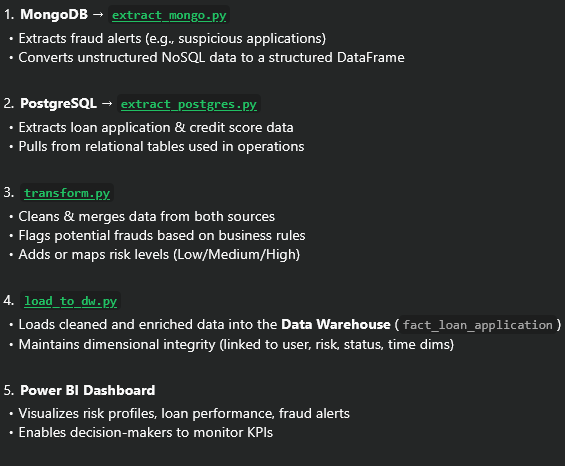 1. MongoDB → extract_mongo.py
• Extracts fraud alerts (e.g., suspicious applications)
• Converts unstructured NoSQL data to a structured DataFrame
2. PostgreSQL → extract_postgres.py
• Extracts loan application & credit score data
• Pulls from relational tables used in operations
3. transform.py
• Cleans & merges data from both sources
• Flags potential frauds based on business rules
• Adds or maps risk levels (Low/Medium/High)
4. load_to_dw.py
• Loads cleaned and enriched data into the Data Warehouse (fact_loan_application)
• Maintains dimensional integrity (linked to user, risk, status, time dims)
5. Power BI Dashboard
• Visualizes risk profiles, loan performance, fraud alerts
• Enables decision-makers to monitor KPIs